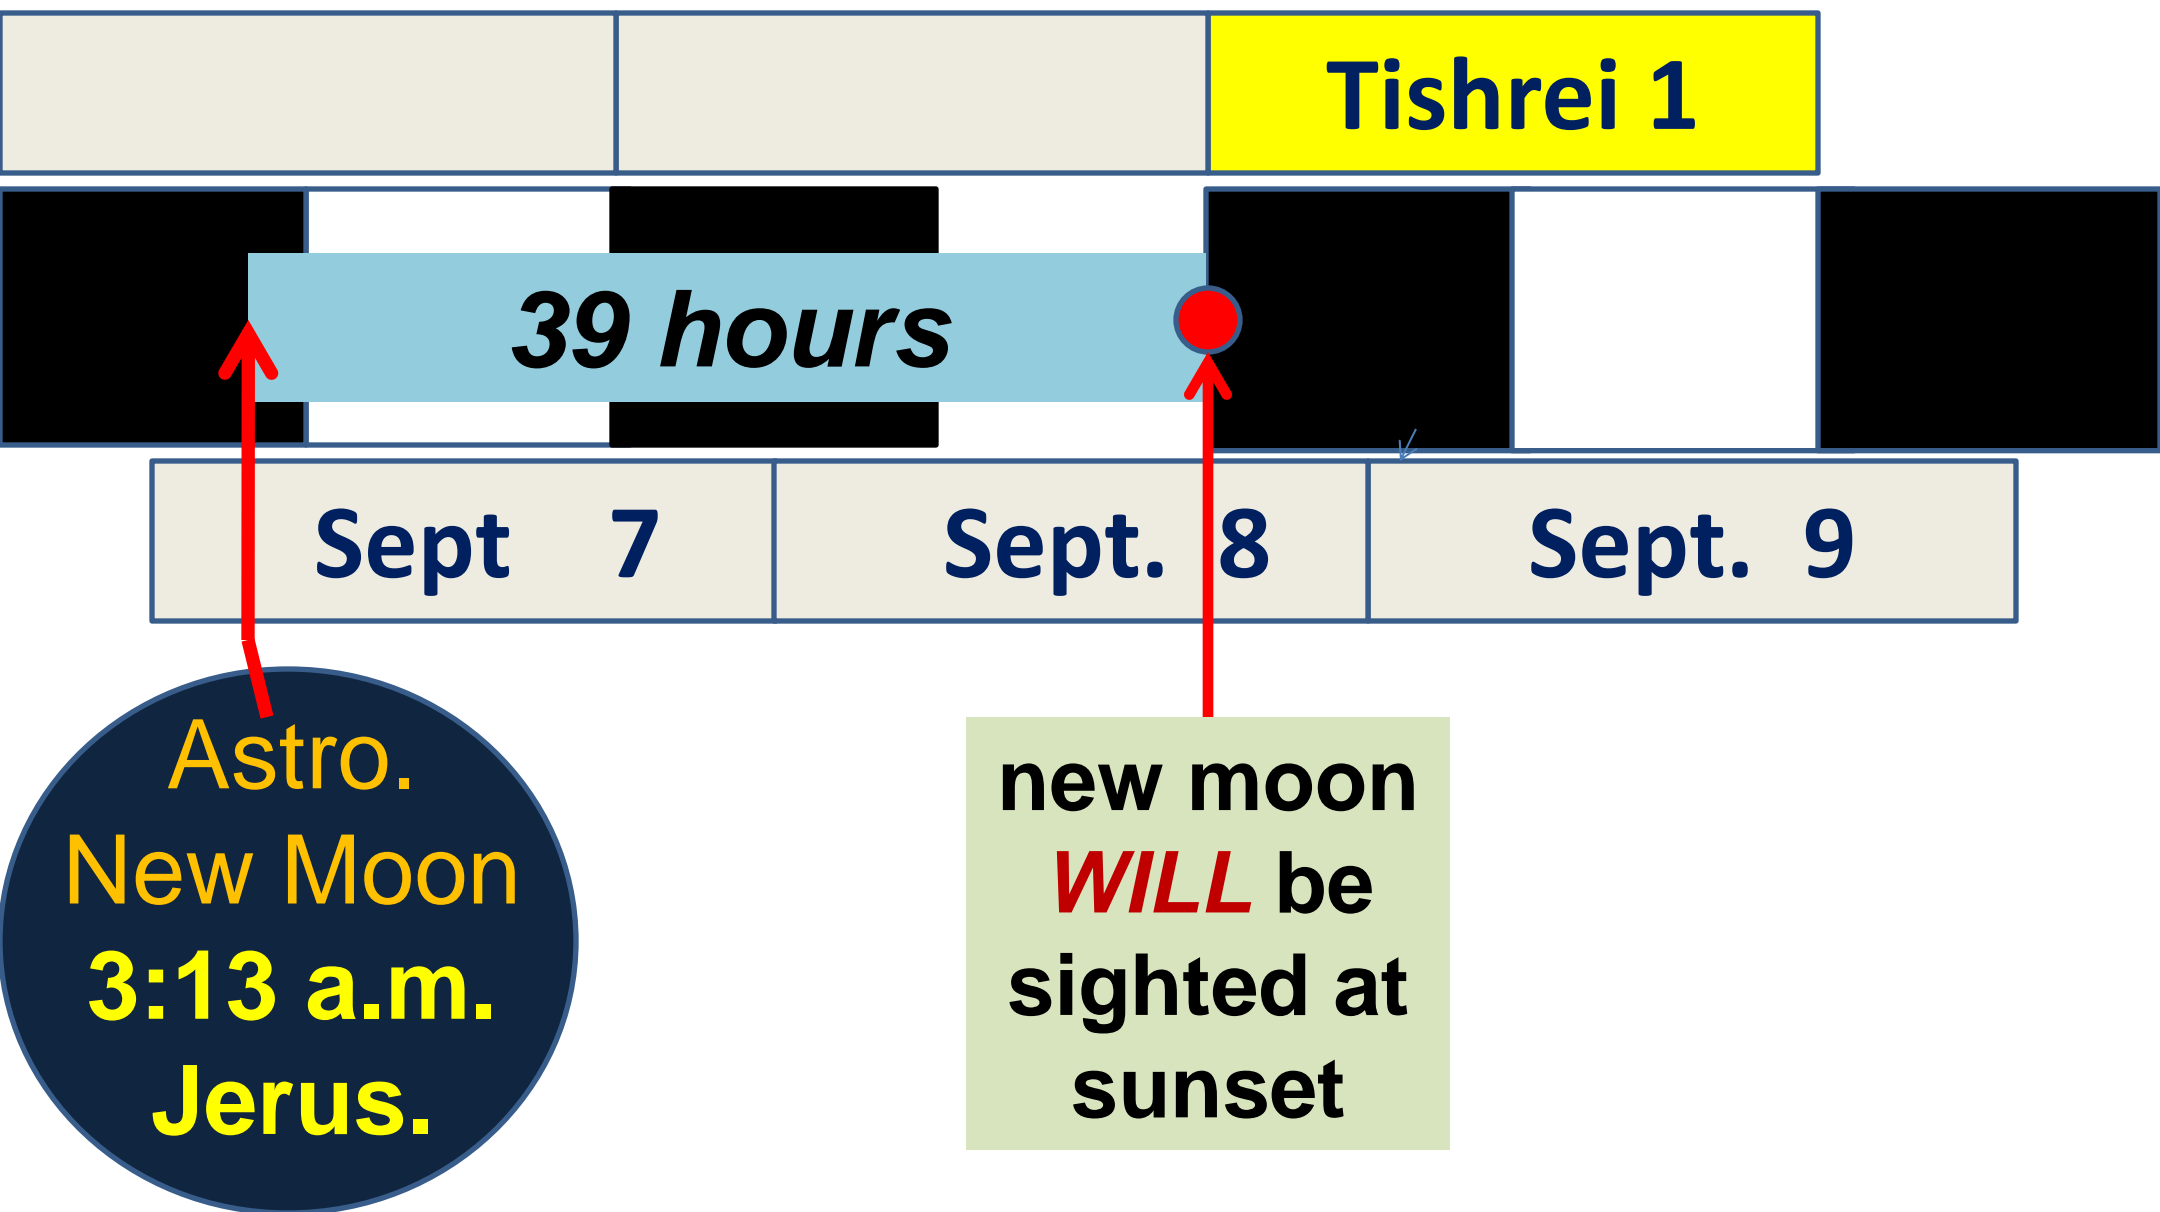 Tishrei 1
39 hours
Sept 7
Sept. 8
Sept. 9
Astro.
New Moon
3:13 a.m.
Jerus.
new moon
WILL be
sighted at
sunset